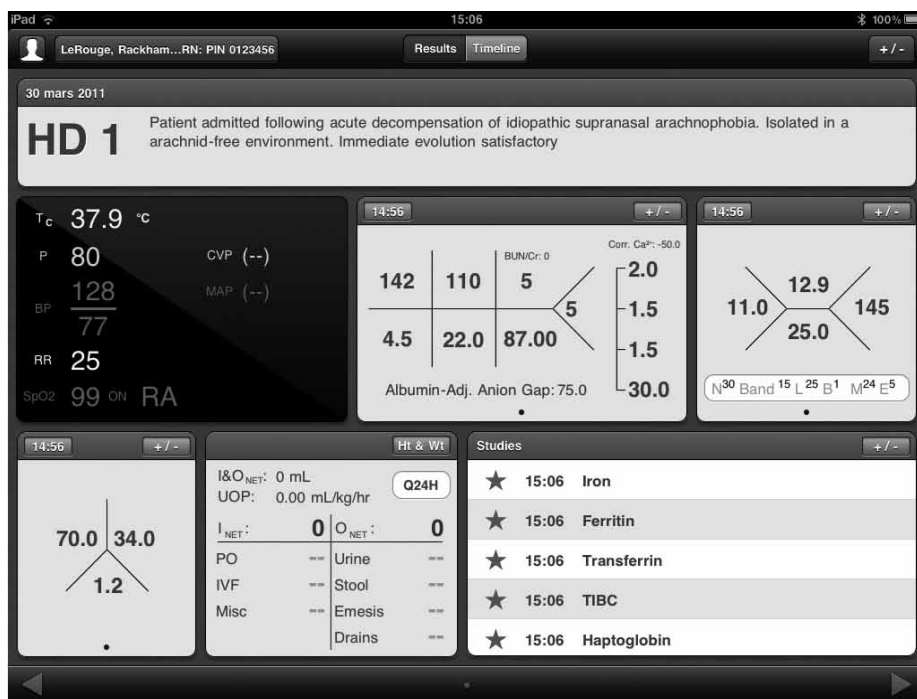 iPad 15:06 100%
LeRouge, Rackham...RN: PIN 0123456 Results Timeline +/-
30 mars 2011
HD 1
Patient admitted following acute decompensation of idiopathic supranasal arachnophobia. Isolated in a
arachnid-free environment. Immediate evolution satisfactory
Tc 37.9 °C
P 80 CVP (--)
BP 128/77 MAP (--)
RR 25
SpO2 99 ON RA
14:56 +/-
Corr. Ca²⁺: -50.0
BUN/Cr: 0
142 110 5
5
4.5 22.0 87.00
2.0
1.5
1.5
30.0
Albumin-Adj. Anion Gap: 75.0
14:56 +/-
12.9
11.0 145
25.0
N30 Band 15 L25 B1 M24 E5
14:56 +/-
70.0 34.0
1.2
Ht & Wt
I&O NET: 0 mL
UOP: 0.00 mL/kg/hr
Q24H
I NET: 0 O NET: 0
PO -- Urine --
IVF -- Stool --
Misc -- Emesis --
Drains --
Studies +/-
★ 15:06 Iron
★ 15:06 Ferritin
★ 15:06 Transferrin
★ 15:06 TIBC
★ 15:06 Haptoglobin